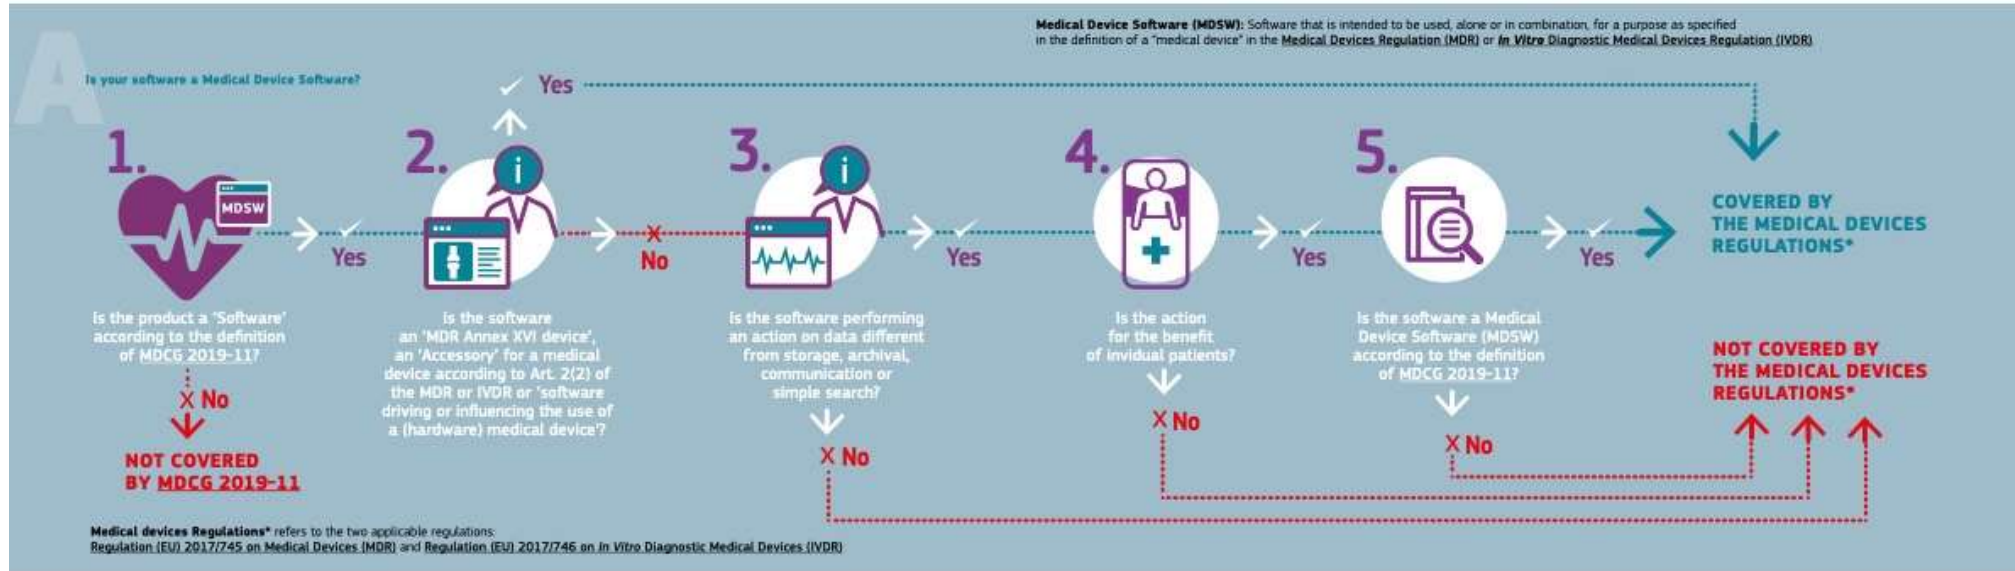 A
Medical Device Software (MDSW): Software that is intended to be used, alone or in combination, for a purpose as specified
in the definition of a "medical device" in the Medical Devices Regulation (MDR) or In Vitro Diagnostic Medical Devices Regulation (IVDR)
Is your software a Medical Device Software?
Yes
1.
MDSW
Yes
Is the product a 'Software'
according to the definition
of MDCG 2019-11?
X No
NOT COVERED
BY MDCG 2019-11
2.
i
X
No
Is the software
an 'MDR Annex XVI device',
an 'Accessory' for a medical
device according to Art. 2(2) of
the MDR or IVDR or 'software
driving or influencing the use of
a (hardware) medical device'?
3.
i
Yes
Is the software performing
an action on data different
from storage, archival,
communication or
simple search?
X No
4.
Yes
Is the action
for the benefit
of invidual patients?
X No
5.
Yes
Is the software a Medical
Device Software (MDSW)
according to the definition
of MDCG 2019-11?
X No
COVERED BY
THE MEDICAL DEVICES
REGULATIONS*
NOT COVERED BY
THE MEDICAL DEVICES
REGULATIONS*
Medical devices Regulations* refers to the two applicable regulations:
Regulation (EU) 2017/745 on Medical Devices (MDR) and Regulation (EU) 2017/746 on In Vitro Diagnostic Medical Devices (IVDR)